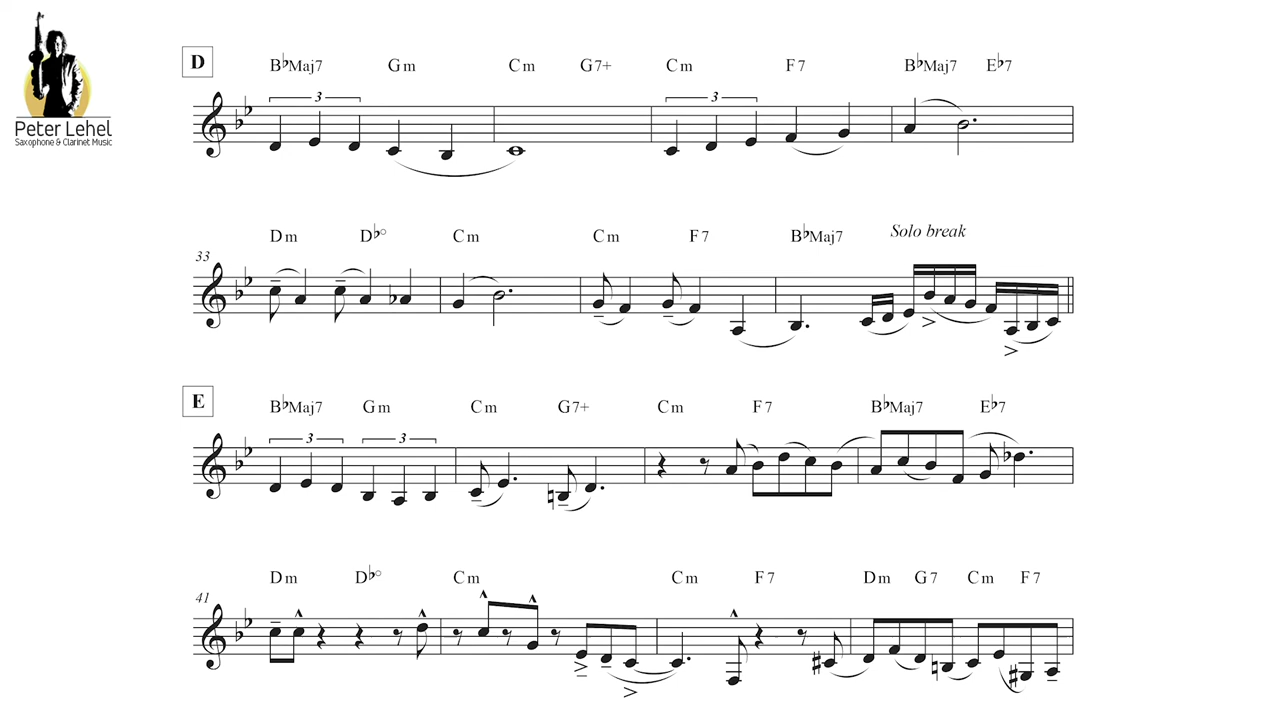 Peter Lehel
Saxophone & Clarinet Music
D B♭Maj7 Gm Cm G7+ Cm F7 B♭Maj7 E♭7
3 3
Solo break
Dm D♭○ Cm Cm F7 B♭Maj7
33
E B♭Maj7 Gm Cm G7+ Cm F7 B♭Maj7 E♭7
3 3
Dm D♭○ Cm Cm F7 Dm G7 Cm F7
41